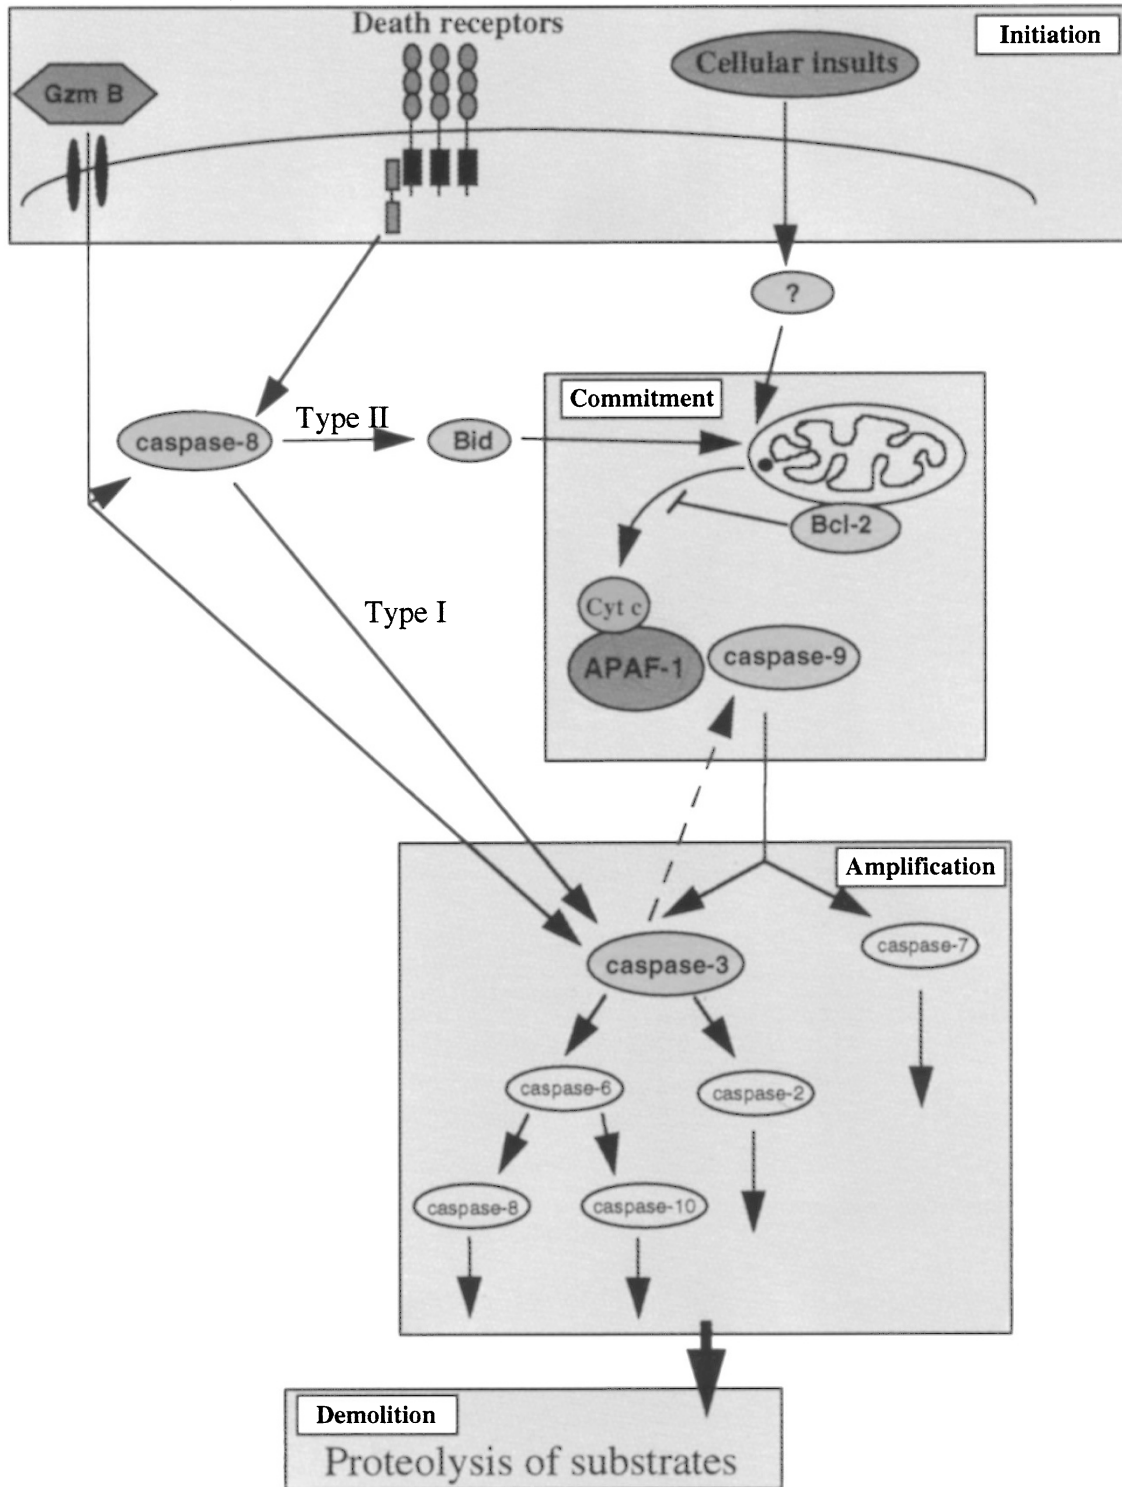 Death receptors
Initiation
Cellular insults
Gzm B
?
Commitment
Type II
caspase-8
Bid
Bcl-2
Cyt c
Type I
APAF-1
caspase-9
Amplification
caspase-7
caspase-3
caspase-6
caspase-2
caspase-8
caspase-10
Demolition
Proteolysis of substrates